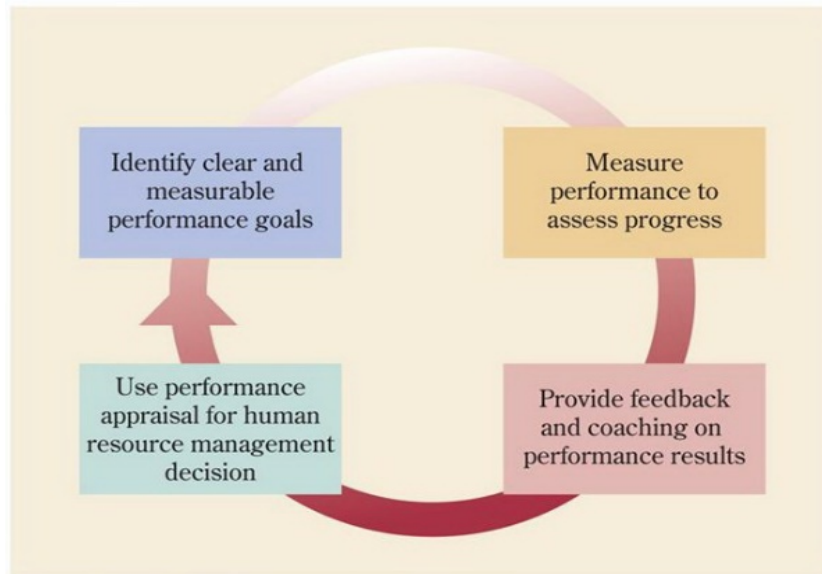 Identify clear and
measurable
performance goals
Measure
performance to
assess progress
Use performance
appraisal for human
resource management
decision
Provide feedback
and coaching on
performance results